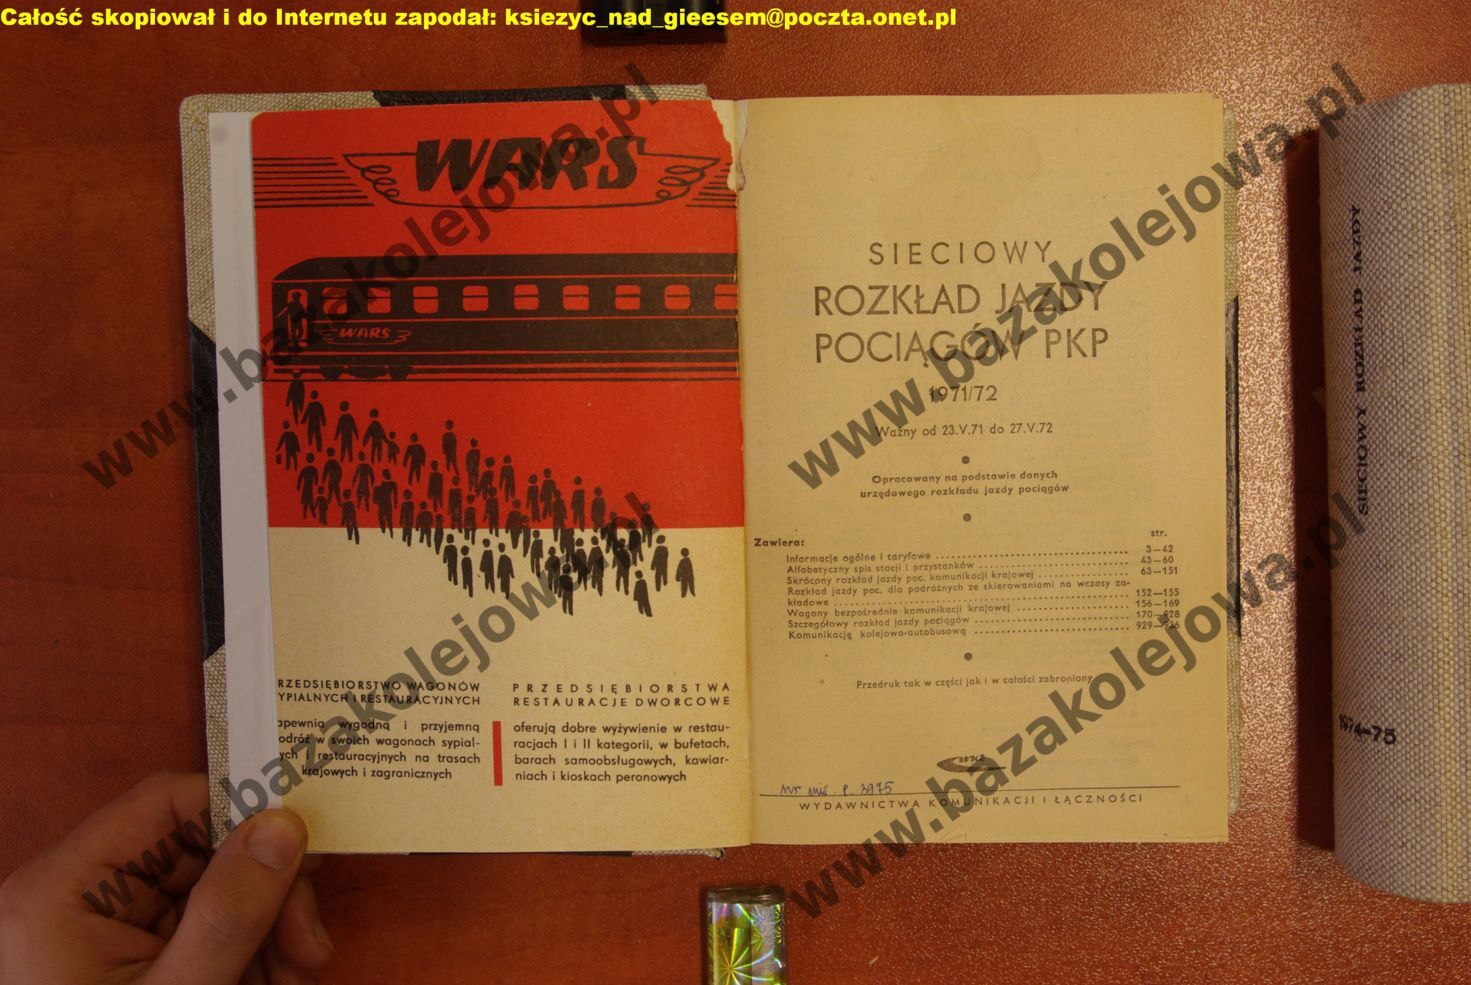 Całość skopiował i do Internetu zapodał: ksiezyc_nad_gieesem@poczta.onet.pl
WARS
WARS
RZEDSIĘBIORSTWO WAGONÓW
YPIALNYCH I RESTAURACYJNYCH
apewnia wygodną i przyjemną
odróż w swoich wagonach sypial-
ych i restauracyjnych na trasach
krajowych i zagranicznych
PRZEDSIĘBIORSTWA
RESTAURACJE DWORCOWE
oferują dobre wyżywienie w restau-
racjach I i II kategorii, w bufetach,
barach samoobsługowych, kawiar-
niach i kioskach peronowych
SIECIOWY
ROZKŁAD JAZDY
POCIĄGÓW PKP
1971/72
Ważny od 23.V.71 do 27.V.72
Opracowany na podstawie danych
urzędowego rozkładu jazdy pociągów
Zawiera: str.
Informacje ogólne i taryfowe 3—42
Alfabetyczny spis stacji i przystanków 43—60
Skrócony rozkład jazdy poc. komunikacji krajowej 63—151
Rozkład jazdy poc. dla podróżnych ze skierowaniami na wczasy za-
kładowe 152—155
Wagony bezpośrednie komunikacji krajowej 156—169
Szczegółowy rozkład jazdy pociągów 170—928
Komunikację kolejowo-autobusową 929—936
Przedruk tak w części jak i w całości zabroniony
WKŁ
P. 3975
WYDAWNICTWA KOMUNIKACJI I ŁĄCZNOŚCI
SIECIOWY ROZKŁAD JAZDY
1974-75
www.bazakolejowa.pl
www.bazakolejowa.pl
www.bazakolejowa.pl
www.bazakolejowa.pl